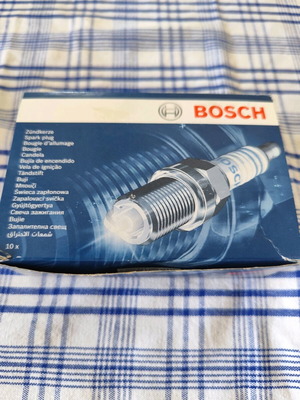 BOSCH
Zündkerze
Spark plug
Bougie d'allumage
Bougie
Candela
Bujía de encendido
Vela de ignição
Tändstift
Buji
Μπουζί
Świeca zapłonowa
Zapalovací svíčka
Gyújtógyertya
Свеча зажигания
Bujie
Запалителна свещ
شمعات الاحتراق
10 x